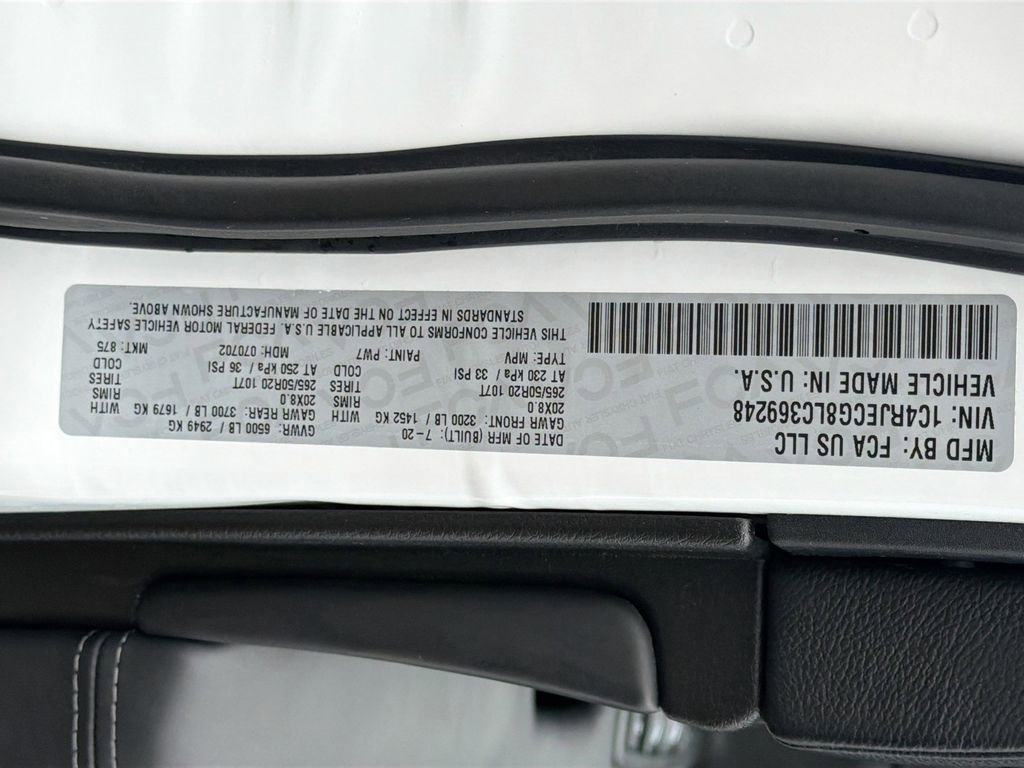 MFD BY: FCA US LLC
VIN: 1C4RJECG8LC369248
VEHICLE MADE IN: U.S.A.
DATE OF MFR (BUILT): 7-20 GVWR: 6500 LB / 2949 KG
GAWR FRONT: 3200 LB / 1452 KG WITH GAWR REAR: 3700 LB / 1679 KG WITH
20X8.0 RIMS 20X8.0 RIMS
265/50R20 107T TIRES 265/50R20 107T TIRES
AT 230 kPa / 33 PSI COLD AT 250 kPa / 36 PSI COLD
TYPE: MPV PAINT: PW7 MDH: 070702 MKT: 875
THIS VEHICLE CONFORMS TO ALL APPLICABLE U.S.A. FEDERAL MOTOR VEHICLE SAFETY
STANDARDS IN EFFECT ON THE DATE OF MANUFACTURE SHOWN ABOVE.